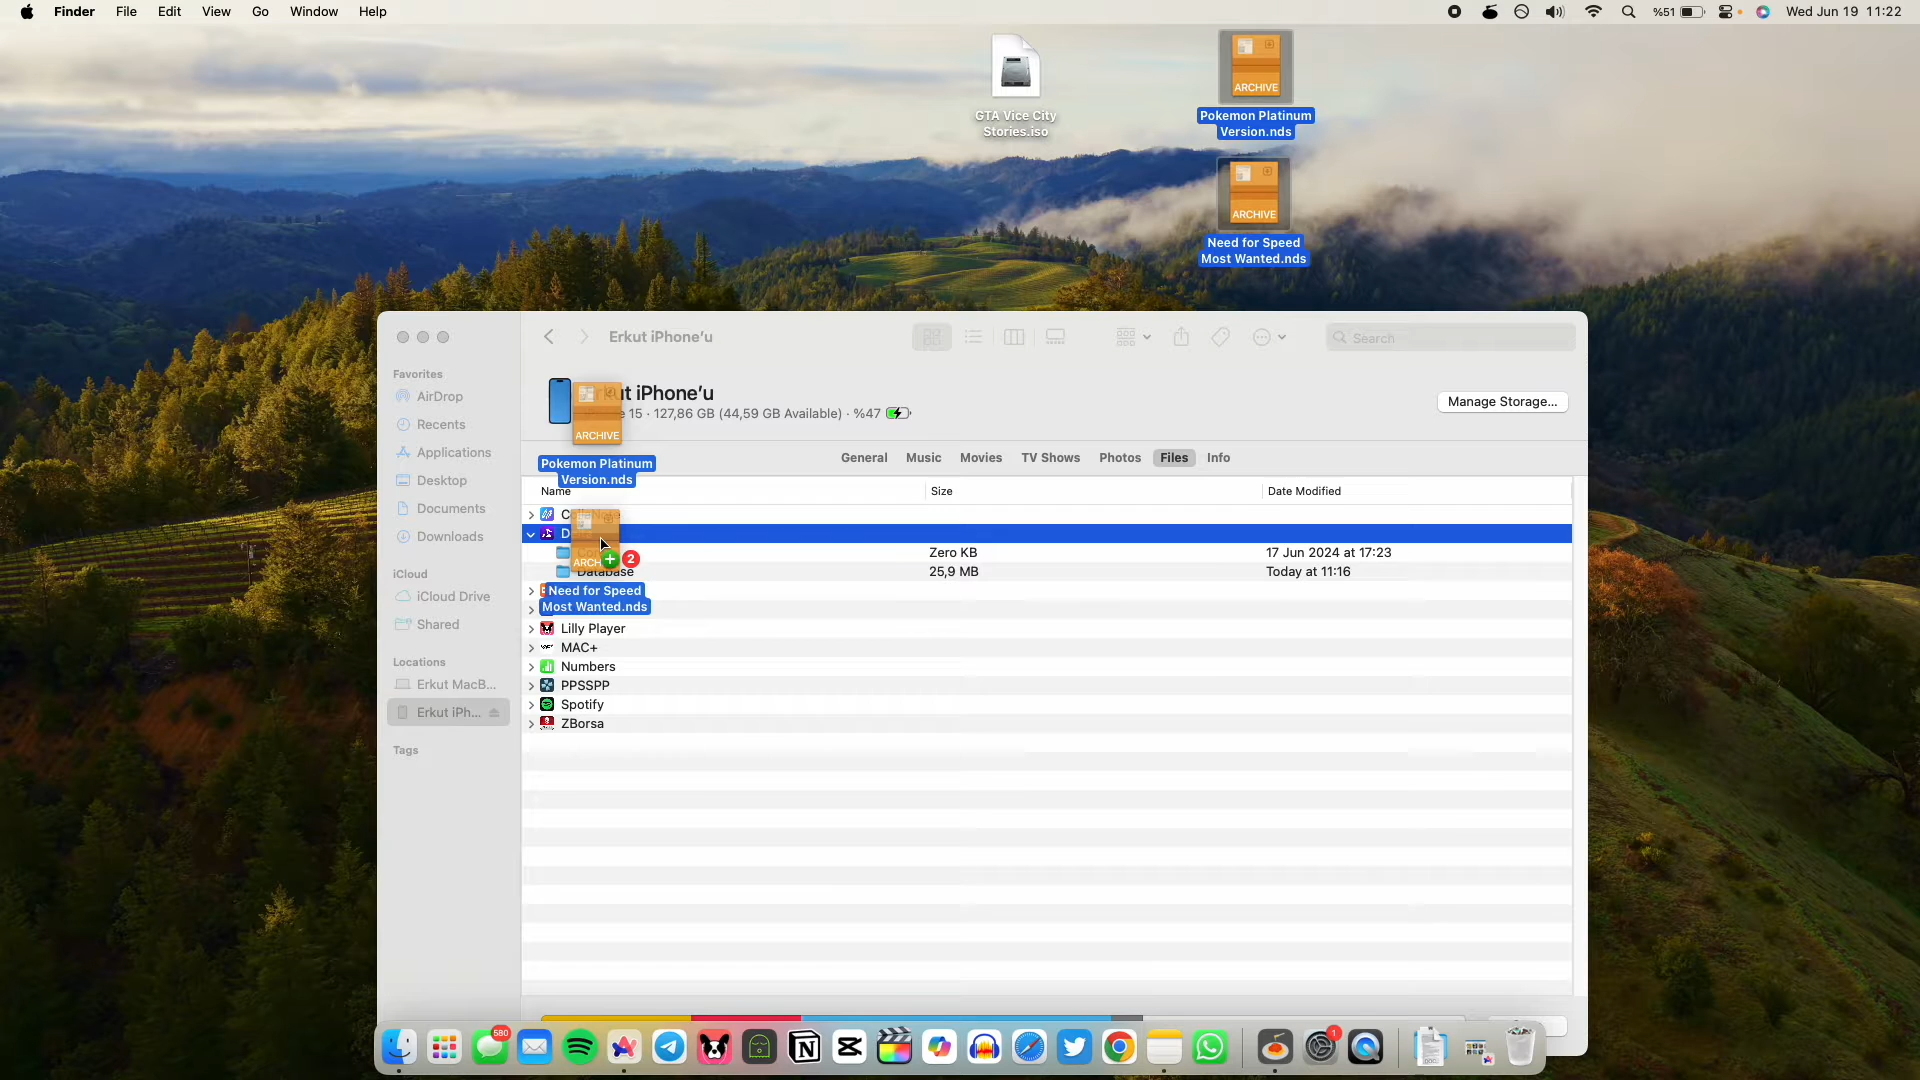 Finder File Edit View Go Window Help
%51
Wed Jun 19 11:22
GTA Vice City
Stories.iso
ARCHIVE
Pokemon Platinum
Version.nds
ARCHIVE
Need for Speed
Most Wanted.nds
Erkut iPhone'u
Search
Favorites
AirDrop
Recents
Applications
Desktop
Documents
Downloads
iCloud
iCloud Drive
Shared
Locations
Erkut MacB...
Erkut iPh...
Tags
ut iPhone'u
e 15 · 127,86 GB (44,59 GB Available) · %47
Manage Storage...
ARCHIVE
General Music Movies TV Shows Photos Files Info
Pokemon Platinum
Version.nds
Name Size Date Modified
D
Zero KB 17 Jun 2024 at 17:23
ARCH
2
Database 25,9 MB Today at 11:16
Need for Speed
Most Wanted.nds
Lilly Player
MAC+
Numbers
PPSSPP
Spotify
ZBorsa
580
1